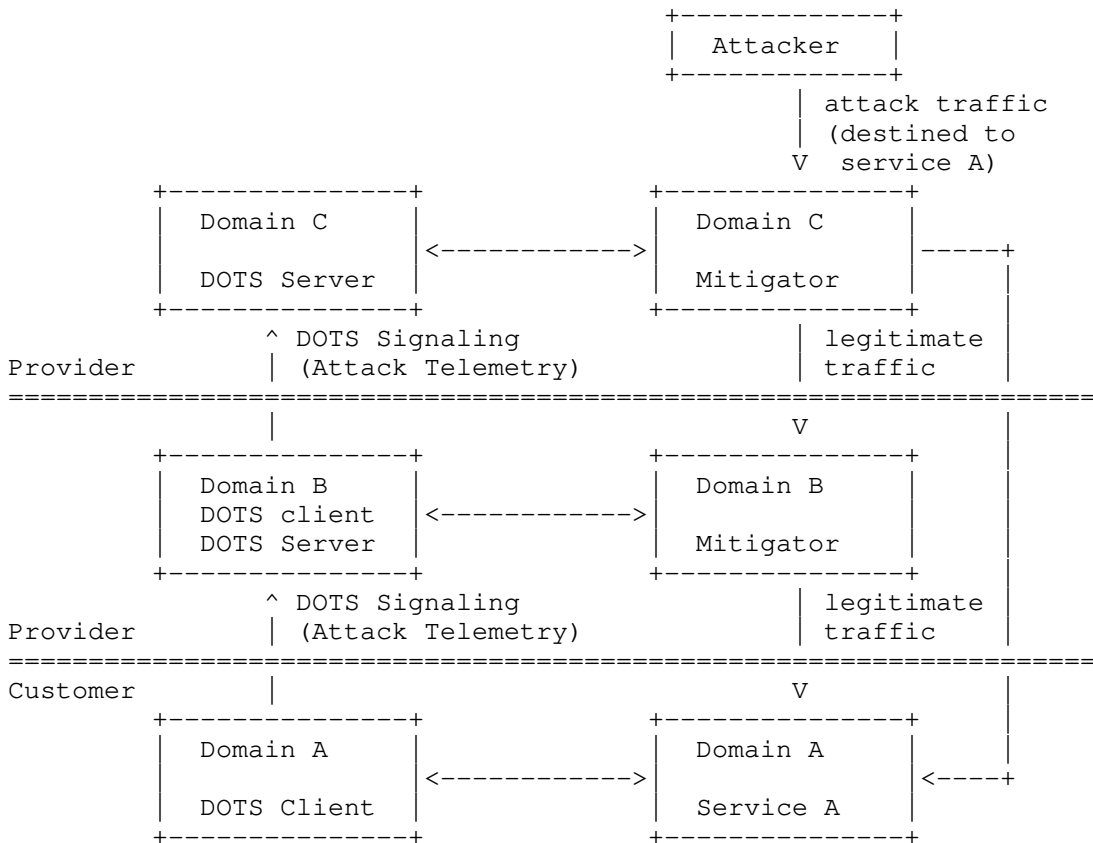 Attacker
attack traffic
(destined to
V service A)
Domain C Domain C
DOTS Server Mitigator
^ DOTS Signaling legitimate
Provider (Attack Telemetry) traffic
V
Domain B Domain B
DOTS client
DOTS Server Mitigator
^ DOTS Signaling legitimate
Provider (Attack Telemetry) traffic
Customer V
Domain A Domain A
DOTS Client Service A